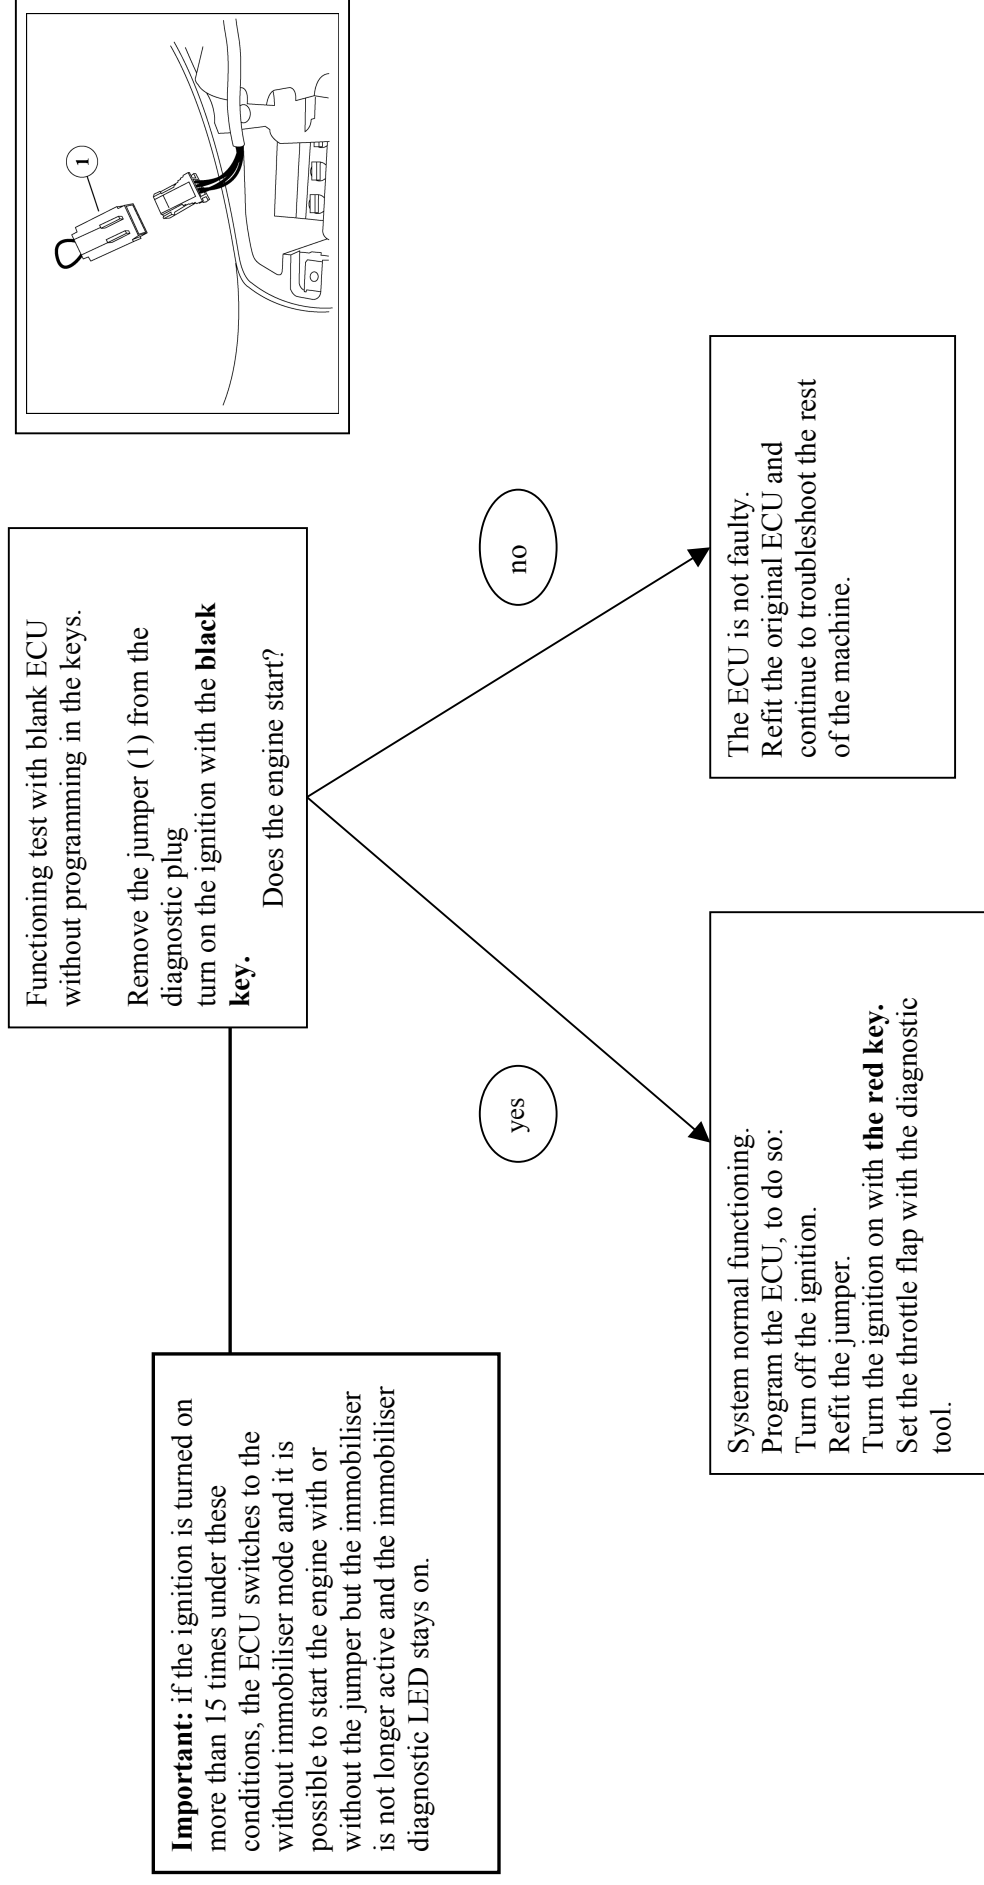 Functioning test with blank ECU
without programming in the keys.
Remove the jumper (1) from the
diagnostic plug
turn on the ignition with the black
key.
Does the engine start?
1
Important: if the ignition is turned on
more than 15 times under these
conditions, the ECU switches to the
without immobiliser mode and it is
possible to start the engine with or
without the jumper but the immobiliser
is not longer active and the immobiliser
diagnostic LED stays on.
yes
no
System normal functioning.
Program the ECU, to do so:
Turn off the ignition.
Refit the jumper.
Turn the ignition on with the red key.
Set the throttle flap with the diagnostic
tool.
The ECU is not faulty.
Refit the original ECU and
continue to troubleshoot the rest
of the machine.